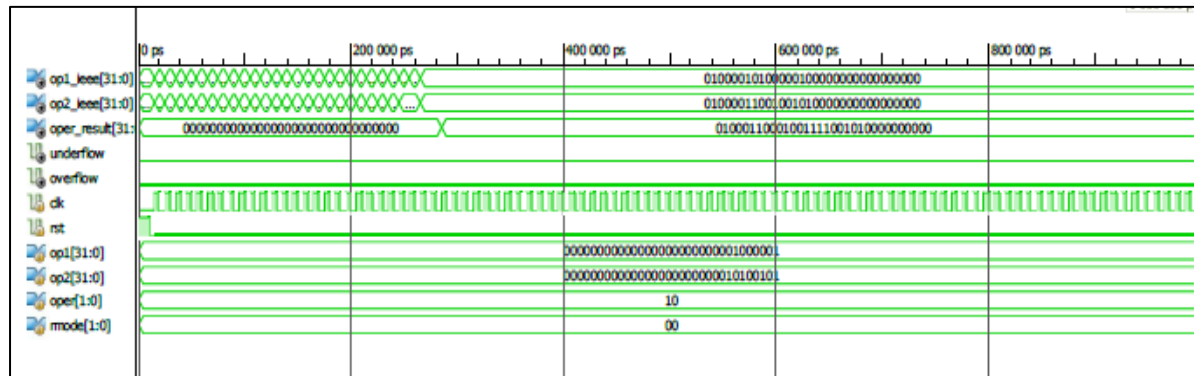 0 ps 200 000 ps 400 000 ps 600 000 ps 800 000 ps
op1_ieee[31:0] 01000010100000100000000000000000
op2_ieee[31:0] ... 01000011001001010000000000000000
oper_result[31: 00000000000000000000000000000000 01000110001001111001010000000000
underflow
overflow
clk
rst
op1[31:0] 00000000000000000000000001000001
op2[31:0] 00000000000000000000000010100101
oper[1:0] 10
rmode[1:0] 00